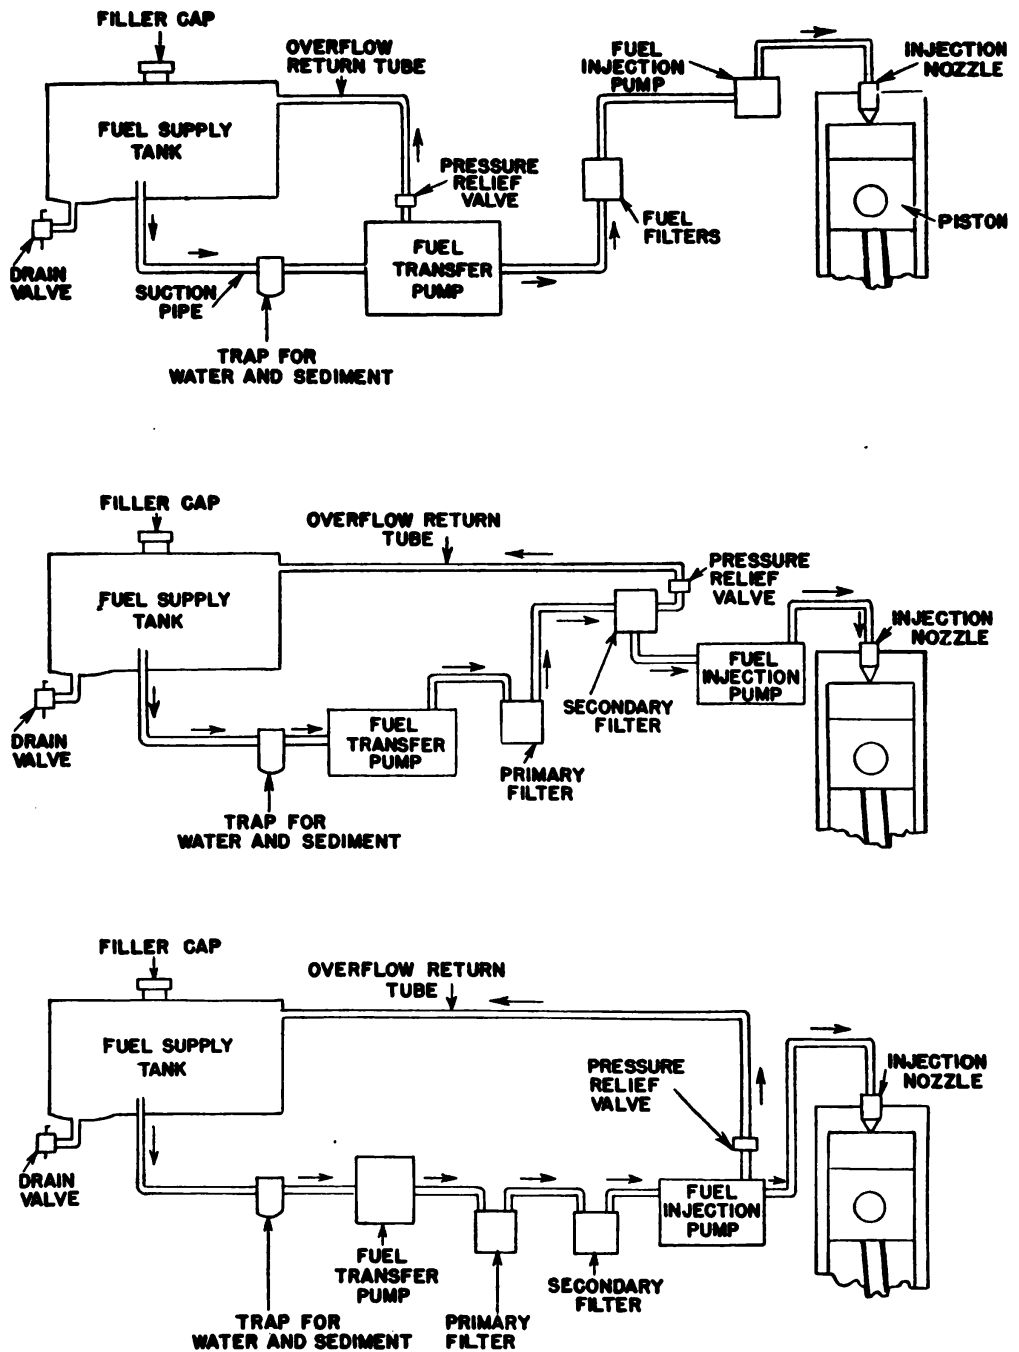 FILLER CAP
OVERFLOW
RETURN TUBE
FUEL
INJECTION
PUMP
INJECTION
NOZZLE
FUEL SUPPLY
TANK
PRESSURE
RELIEF
VALVE
FUEL
FILTERS
PISTON
DRAIN
VALVE
SUCTION
PIPE
FUEL
TRANSFER
PUMP
TRAP FOR
WATER AND SEDIMENT
FILLER CAP
OVERFLOW RETURN
TUBE
PRESSURE
RELIEF
VALVE
FUEL SUPPLY
TANK
INJECTION
NOZZLE
FUEL
INJECTION
PUMP
SECONDARY
FILTER
DRAIN
VALVE
FUEL
TRANSFER
PUMP
PRIMARY
FILTER
TRAP FOR
WATER AND SEDIMENT
FILLER CAP
OVERFLOW RETURN
TUBE
FUEL SUPPLY
TANK
PRESSURE
RELIEF
VALVE
INJECTION
NOZZLE
DRAIN
VALVE
FUEL
INJECTION
PUMP
FUEL
TRANSFER
PUMP
SECONDARY
FILTER
TRAP FOR
WATER AND SEDIMENT
PRIMARY
FILTER